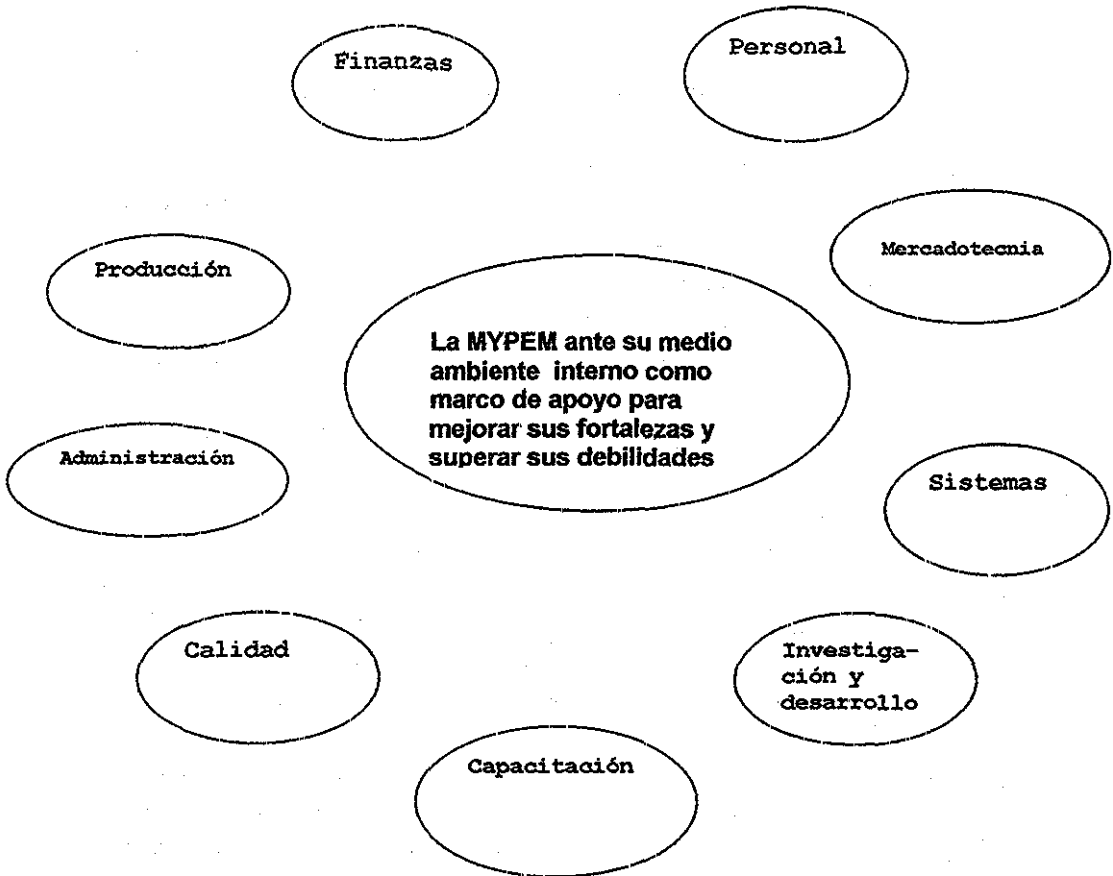 Finanzas
Personal
Mercadotecnia
Producción
La MYPEM ante su medio
ambiente interno como
marco de apoyo para
mejorar sus fortalezas y
superar sus debilidades
Administración
Sistemas
Calidad
Investiga-
ción y
desarrollo
Capacitación